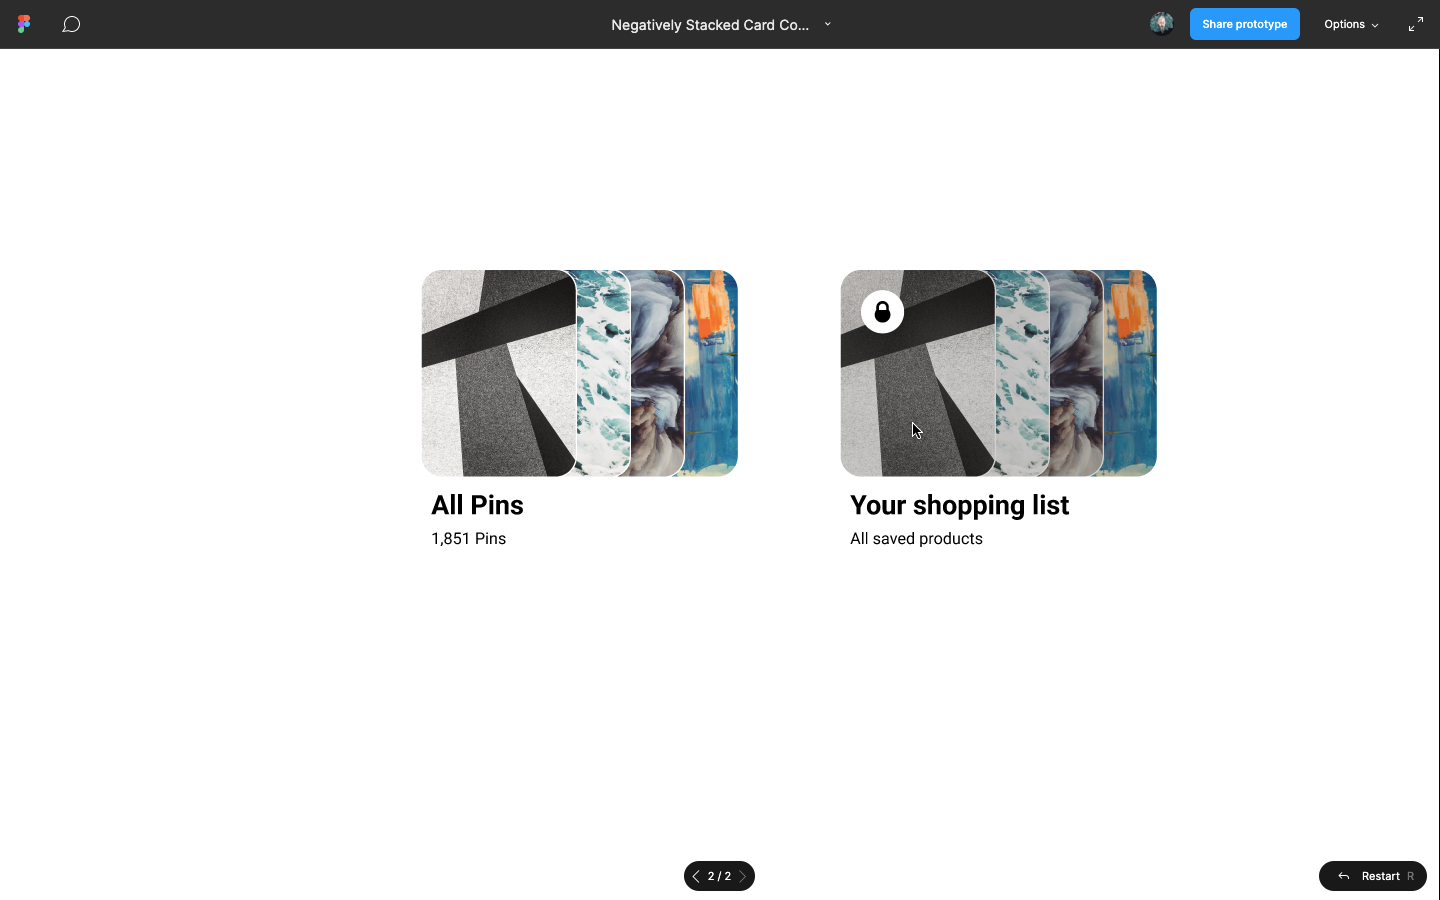 Negatively Stacked Card Co...
Share prototype
Options
All Pins
1,851 Pins
Your shopping list
All saved products
2 / 2
Restart R